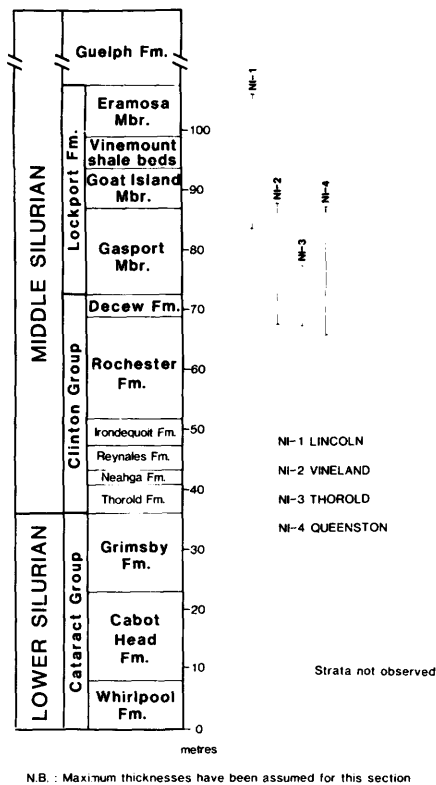 Guelph Fm.
NI-1
Eramosa
Mbr.
100
Vinemount
shale beds
Goat Island
Mbr.
90
NI-2
NI-4
Lockport Fm.
Gasport
Mbr.
80
NI-3
MIDDLE SILURIAN
Decew Fm.
70
Rochester
Fm.
60
Clinton Group
Irondequoit Fm.
50
Reynales Fm.
Neahga Fm.
Thorold Fm.
40
NI-1 LINCOLN
NI-2 VINELAND
NI-3 THOROLD
NI-4 QUEENSTON
LOWER SILURIAN
Cataract Group
Grimsby
Fm.
30
20
Cabot
Head
Fm.
10
Strata not observed
Whirlpool
Fm.
0
metres
N.B. : Maximum thicknesses have been assumed for this section